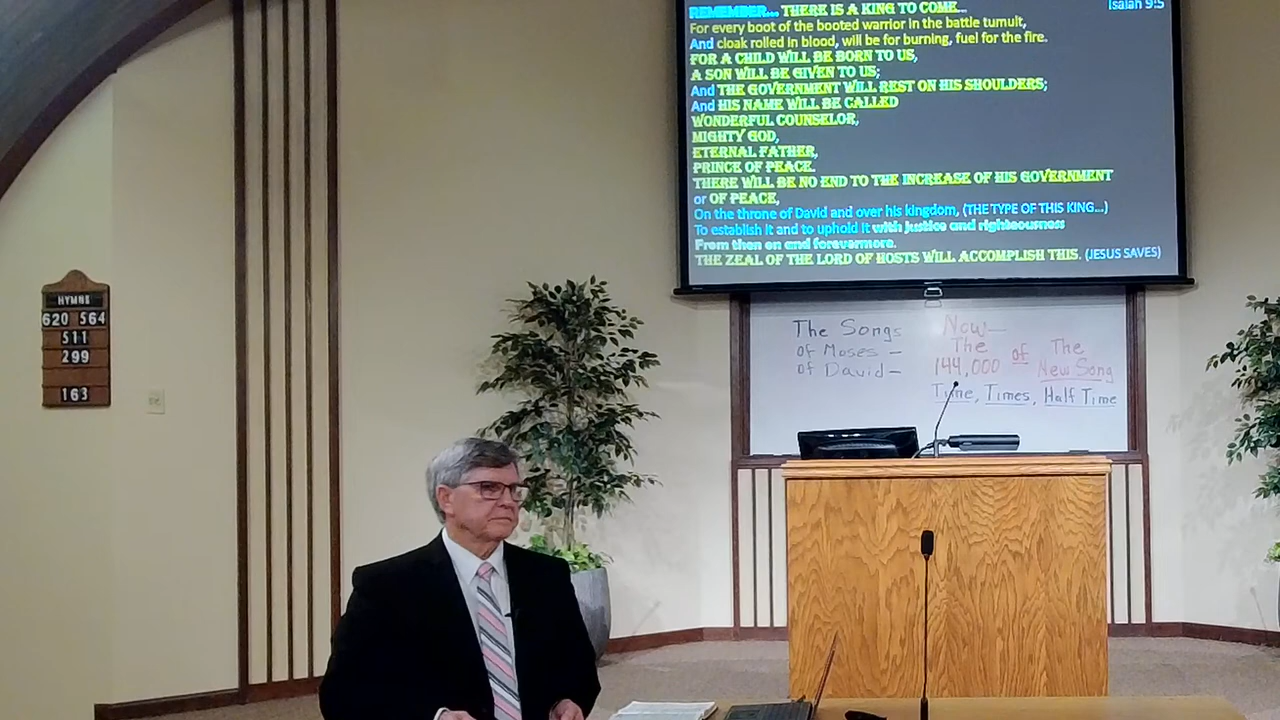 REMEMBER... THERE IS A KING TO COME... Isaiah 9:5
For every boot of the booted warrior in the battle tumult,
And cloak rolled in blood, will be for burning, fuel for the fire.
FOR A CHILD WILL BE BORN TO US,
A SON WILL BE GIVEN TO US;
And THE GOVERNMENT WILL REST ON HIS SHOULDERS;
And HIS NAME WILL BE CALLED
WONDERFUL COUNSELOR,
MIGHTY GOD,
ETERNAL FATHER,
PRINCE OF PEACE.
THERE WILL BE NO END TO THE INCREASE OF HIS GOVERNMENT
or OF PEACE,
On the throne of David and over his kingdom, (THE TYPE OF THIS KING...)
To establish it and to uphold it with justice and righteousness
From then on and forevermore.
THE ZEAL OF THE LORD OF HOSTS WILL ACCOMPLISH THIS. (JESUS SAVES)
HYMNS
620 564
511
299
163
The Songs
of Moses –
of David –
Now—
The
144,000 of The
New Song
Time, Times, Half Time